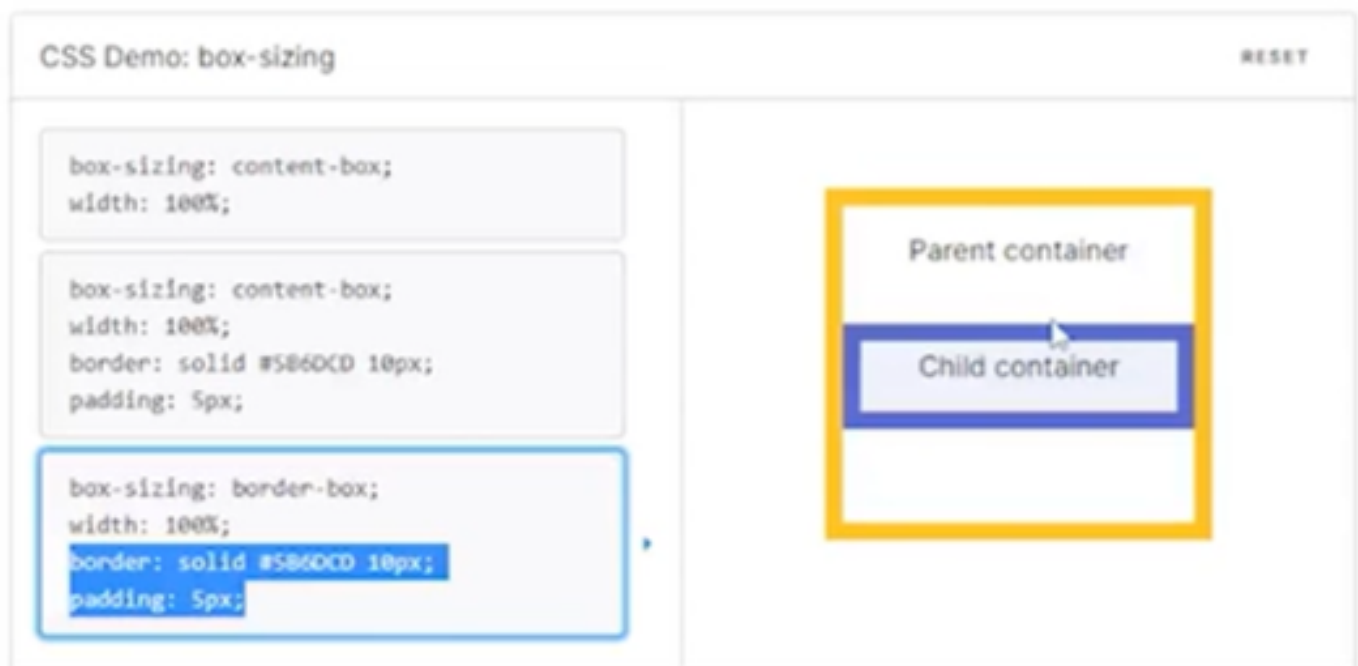 CSS Demo: box-sizing
RESET
box-sizing: content-box;
width: 100%;
box-sizing: content-box;
width: 100%;
border: solid #5B6DCD 10px;
padding: 5px;
box-sizing: border-box;
width: 100%;
border: solid #5B6DCD 10px;
padding: 5px;
Parent container
Child container